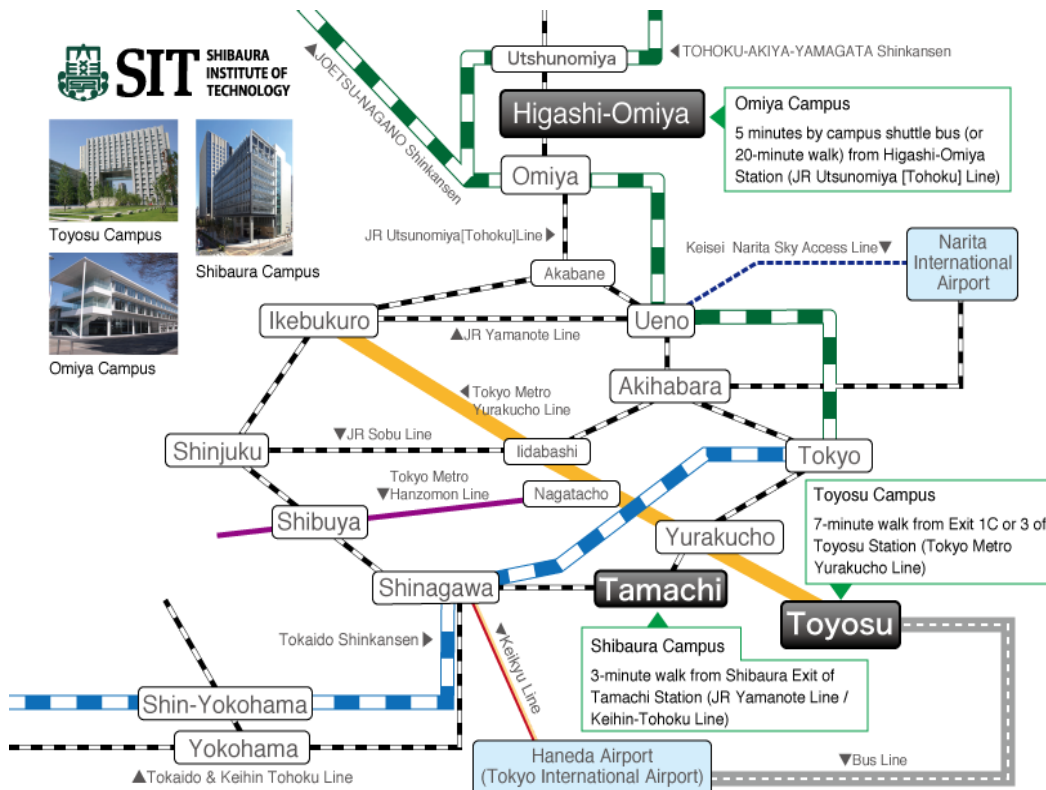 SIT
SHIBAURA
INSTITUTE OF
TECHNOLOGY
Toyosu Campus
Shibaura Campus
Omiya Campus
▲JOETSU-NAGANO Shinkansen
Utshunomiya
◀TOHOKU-AKIYA-YAMAGATA Shinkansen
Higashi-Omiya
Omiya Campus
5 minutes by campus shuttle bus (or
20-minute walk) from Higashi-Omiya
Station (JR Utsunomiya [Tohoku] Line)
Omiya
JR Utsunomiya[Tohoku]Line▶
Keisei Narita Sky Access Line▼
Narita
International
Airport
Akabane
Ikebukuro
▲JR Yamanote Line
Ueno
◀Tokyo Metro
Yurakucho Line
Akihabara
Shinjuku
▼JR Sobu Line
Iidabashi
Tokyo
Tokyo Metro
▼Hanzomon Line
Nagatacho
Shibuya
Yurakucho
Toyosu Campus
7-minute walk from Exit 1C or 3 of
Toyosu Station (Tokyo Metro
Yurakucho Line)
Shinagawa
Tamachi
Toyosu
Tokaido Shinkansen▶
◀Keikyu Line
Shibaura Campus
3-minute walk from Shibaura Exit of
Tamachi Station (JR Yamanote Line /
Keihin-Tohoku Line)
Shin-Yokohama
Yokohama
▲Tokaido & Keihin Tohoku Line
Haneda Airport
(Tokyo International Airport)
▼Bus Line